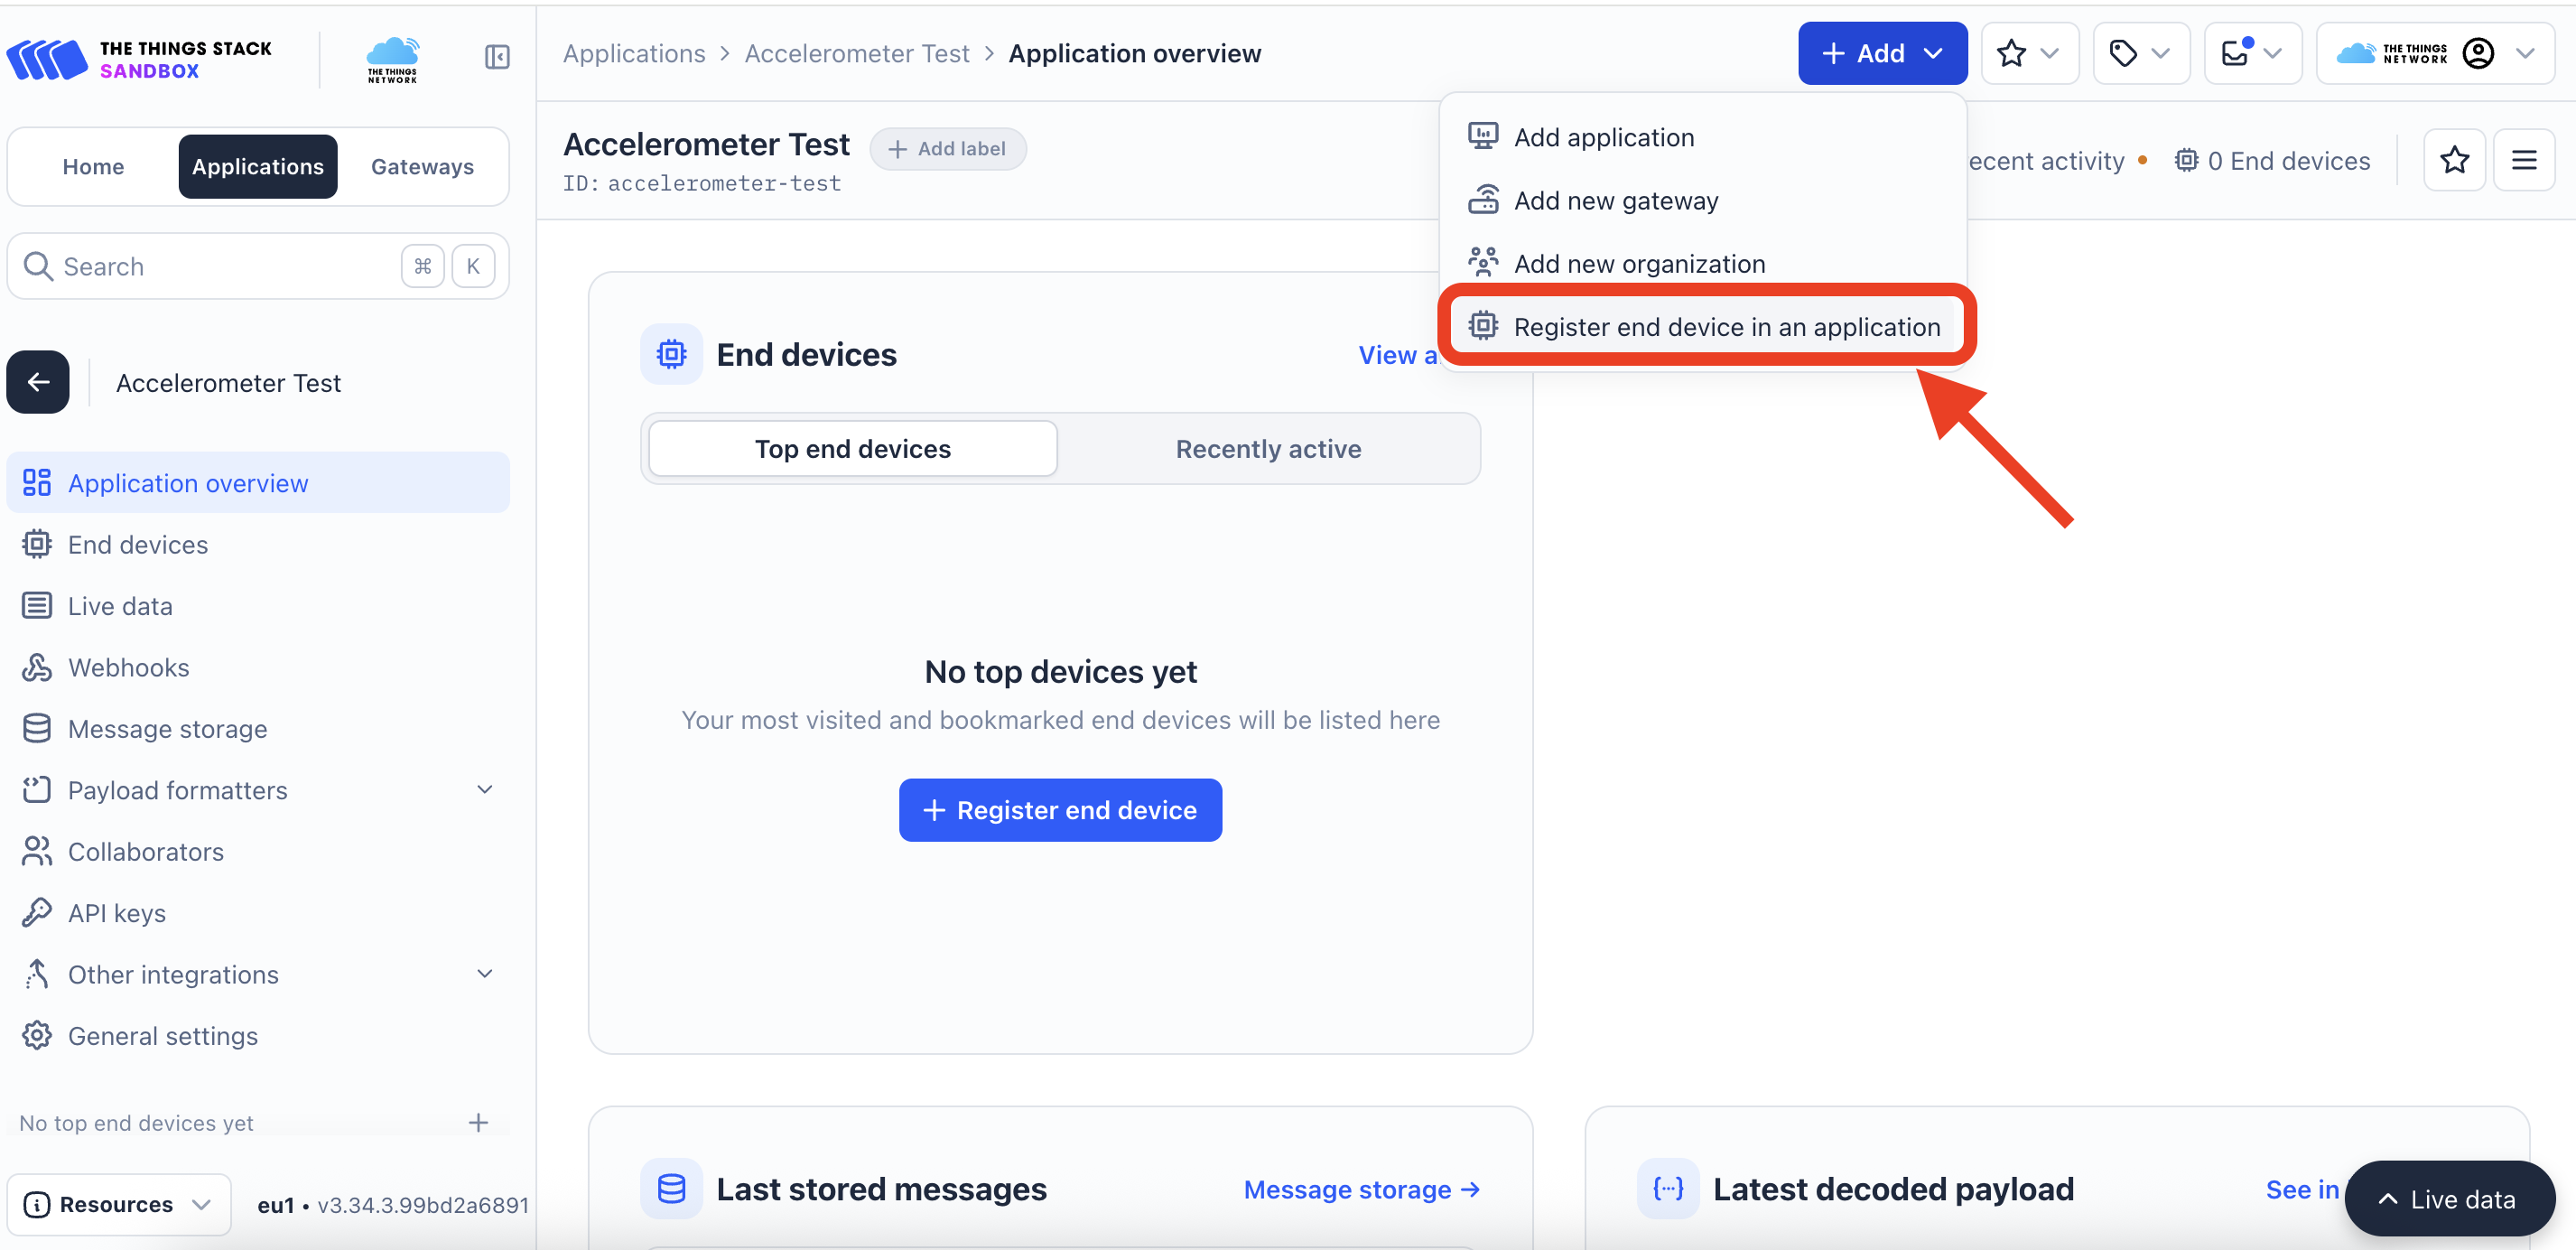 THE THINGS STACK
SANDBOX
THE THINGS
NETWORK
Applications > Accelerometer Test > Application overview
+ Add
THE THINGS
NETWORK
Home
Applications
Gateways
Search
⌘ K
Accelerometer Test
Application overview
End devices
Live data
Webhooks
Message storage
Payload formatters
Collaborators
API keys
Other integrations
General settings
No top end devices yet +
Resources
eu1 • v3.34.3.99bd2a6891
Accelerometer Test
+ Add label
ID: accelerometer-test
ecent activity
0 End devices
Add application
Add new gateway
Add new organization
Register end device in an application
End devices
View a
Top end devices
Recently active
No top devices yet
Your most visited and bookmarked end devices will be listed here
+ Register end device
Last stored messages
Message storage →
Latest decoded payload
See in
Live data